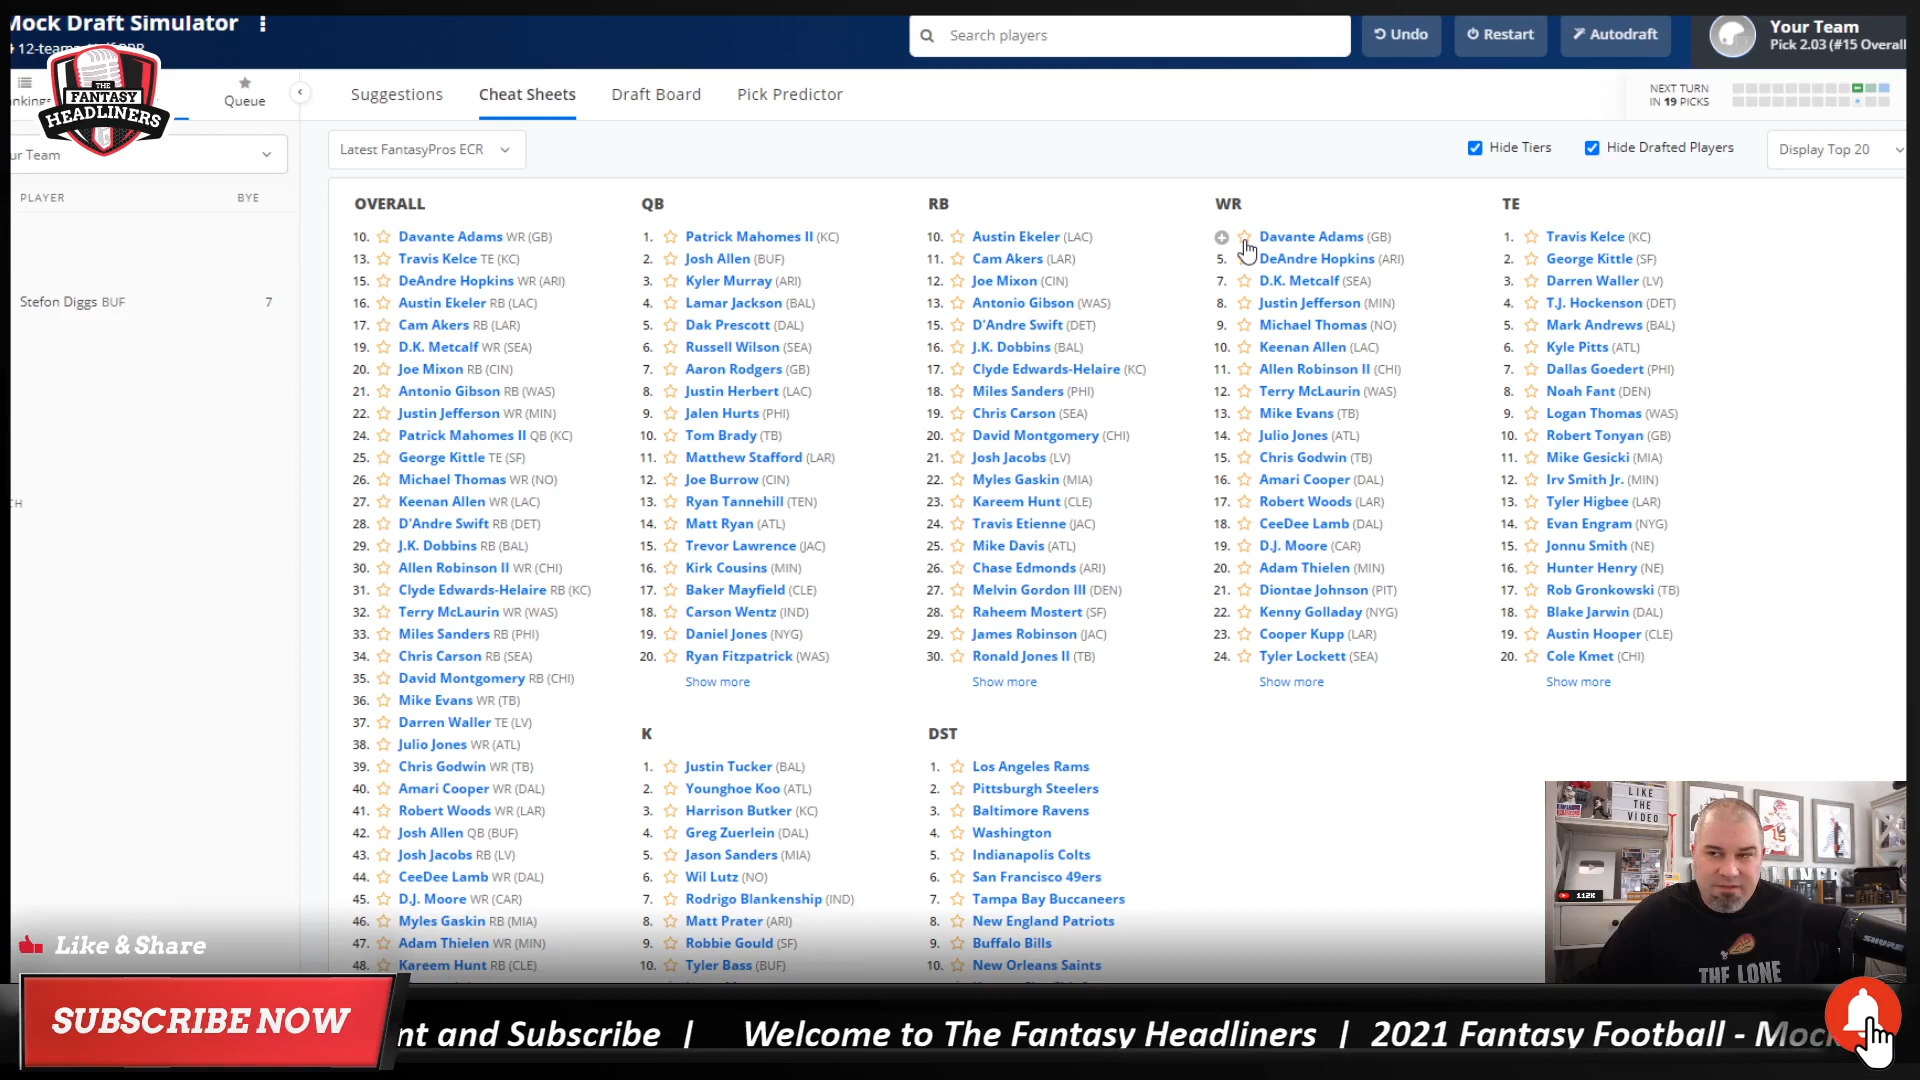 Mock Draft Simulator
12-team
Search players
Undo
Restart
Autodraft
Your Team
Pick 2.03 (#15 Overall
THE
FANTASY
HEADLINERS
Queue
Suggestions
Cheat Sheets
Draft Board
Pick Predictor
NEXT TURN
IN 19 PICKS
ur Team
Latest FantasyPros ECR
Hide Tiers
Hide Drafted Players
Display Top 20
PLAYER
BYE
Stefon Diggs BUF 7
OVERALL
10. Davante Adams WR (GB)
13. Travis Kelce TE (KC)
15. DeAndre Hopkins WR (ARI)
16. Austin Ekeler RB (LAC)
17. Cam Akers RB (LAR)
19. D.K. Metcalf WR (SEA)
20. Joe Mixon RB (CIN)
21. Antonio Gibson RB (WAS)
22. Justin Jefferson WR (MIN)
24. Patrick Mahomes II QB (KC)
25. George Kittle TE (SF)
26. Michael Thomas WR (NO)
27. Keenan Allen WR (LAC)
28. D'Andre Swift RB (DET)
29. J.K. Dobbins RB (BAL)
30. Allen Robinson II WR (CHI)
31. Clyde Edwards-Helaire RB (KC)
32. Terry McLaurin WR (WAS)
33. Miles Sanders RB (PHI)
34. Chris Carson RB (SEA)
35. David Montgomery RB (CHI)
36. Mike Evans WR (TB)
37. Darren Waller TE (LV)
38. Julio Jones WR (ATL)
39. Chris Godwin WR (TB)
40. Amari Cooper WR (DAL)
41. Robert Woods WR (LAR)
42. Josh Allen QB (BUF)
43. Josh Jacobs RB (LV)
44. CeeDee Lamb WR (DAL)
45. D.J. Moore WR (CAR)
46. Myles Gaskin RB (MIA)
47. Adam Thielen WR (MIN)
48. Kareem Hunt RB (CLE)
QB
1. Patrick Mahomes II (KC)
2. Josh Allen (BUF)
3. Kyler Murray (ARI)
4. Lamar Jackson (BAL)
5. Dak Prescott (DAL)
6. Russell Wilson (SEA)
7. Aaron Rodgers (GB)
8. Justin Herbert (LAC)
9. Jalen Hurts (PHI)
10. Tom Brady (TB)
11. Matthew Stafford (LAR)
12. Joe Burrow (CIN)
13. Ryan Tannehill (TEN)
14. Matt Ryan (ATL)
15. Trevor Lawrence (JAC)
16. Kirk Cousins (MIN)
17. Baker Mayfield (CLE)
18. Carson Wentz (IND)
19. Daniel Jones (NYG)
20. Ryan Fitzpatrick (WAS)
Show more
RB
10. Austin Ekeler (LAC)
11. Cam Akers (LAR)
12. Joe Mixon (CIN)
13. Antonio Gibson (WAS)
15. D'Andre Swift (DET)
16. J.K. Dobbins (BAL)
17. Clyde Edwards-Helaire (KC)
18. Miles Sanders (PHI)
19. Chris Carson (SEA)
20. David Montgomery (CHI)
21. Josh Jacobs (LV)
22. Myles Gaskin (MIA)
23. Kareem Hunt (CLE)
24. Travis Etienne (JAC)
25. Mike Davis (ATL)
26. Chase Edmonds (ARI)
27. Melvin Gordon III (DEN)
28. Raheem Mostert (SF)
29. James Robinson (JAC)
30. Ronald Jones II (TB)
Show more
WR
Davante Adams (GB)
5. DeAndre Hopkins (ARI)
7. D.K. Metcalf (SEA)
8. Justin Jefferson (MIN)
9. Michael Thomas (NO)
10. Keenan Allen (LAC)
11. Allen Robinson II (CHI)
12. Terry McLaurin (WAS)
13. Mike Evans (TB)
14. Julio Jones (ATL)
15. Chris Godwin (TB)
16. Amari Cooper (DAL)
17. Robert Woods (LAR)
18. CeeDee Lamb (DAL)
19. D.J. Moore (CAR)
20. Adam Thielen (MIN)
21. Diontae Johnson (PIT)
22. Kenny Golladay (NYG)
23. Cooper Kupp (LAR)
24. Tyler Lockett (SEA)
Show more
TE
1. Travis Kelce (KC)
2. George Kittle (SF)
3. Darren Waller (LV)
4. T.J. Hockenson (DET)
5. Mark Andrews (BAL)
6. Kyle Pitts (ATL)
7. Dallas Goedert (PHI)
8. Noah Fant (DEN)
9. Logan Thomas (WAS)
10. Robert Tonyan (GB)
11. Mike Gesicki (MIA)
12. Irv Smith Jr. (MIN)
13. Tyler Higbee (LAR)
14. Evan Engram (NYG)
15. Jonnu Smith (NE)
16. Hunter Henry (NE)
17. Rob Gronkowski (TB)
18. Blake Jarwin (DAL)
19. Austin Hooper (CLE)
20. Cole Kmet (CHI)
Show more
K
1. Justin Tucker (BAL)
2. Younghoe Koo (ATL)
3. Harrison Butker (KC)
4. Greg Zuerlein (DAL)
5. Jason Sanders (MIA)
6. Wil Lutz (NO)
7. Rodrigo Blankenship (IND)
8. Matt Prater (ARI)
9. Robbie Gould (SF)
10. Tyler Bass (BUF)
DST
1. Los Angeles Rams
2. Pittsburgh Steelers
3. Baltimore Ravens
4. Washington
5. Indianapolis Colts
6. San Francisco 49ers
7. Tampa Bay Buccaneers
8. New England Patriots
9. Buffalo Bills
10. New Orleans Saints
LIKE
THE
VIDEO
112K
SHURE
THE LONE
Like & Share
SUBSCRIBE NOW
nt and Subscribe | Welcome to The Fantasy Headliners | 2021 Fantasy Football - Mock